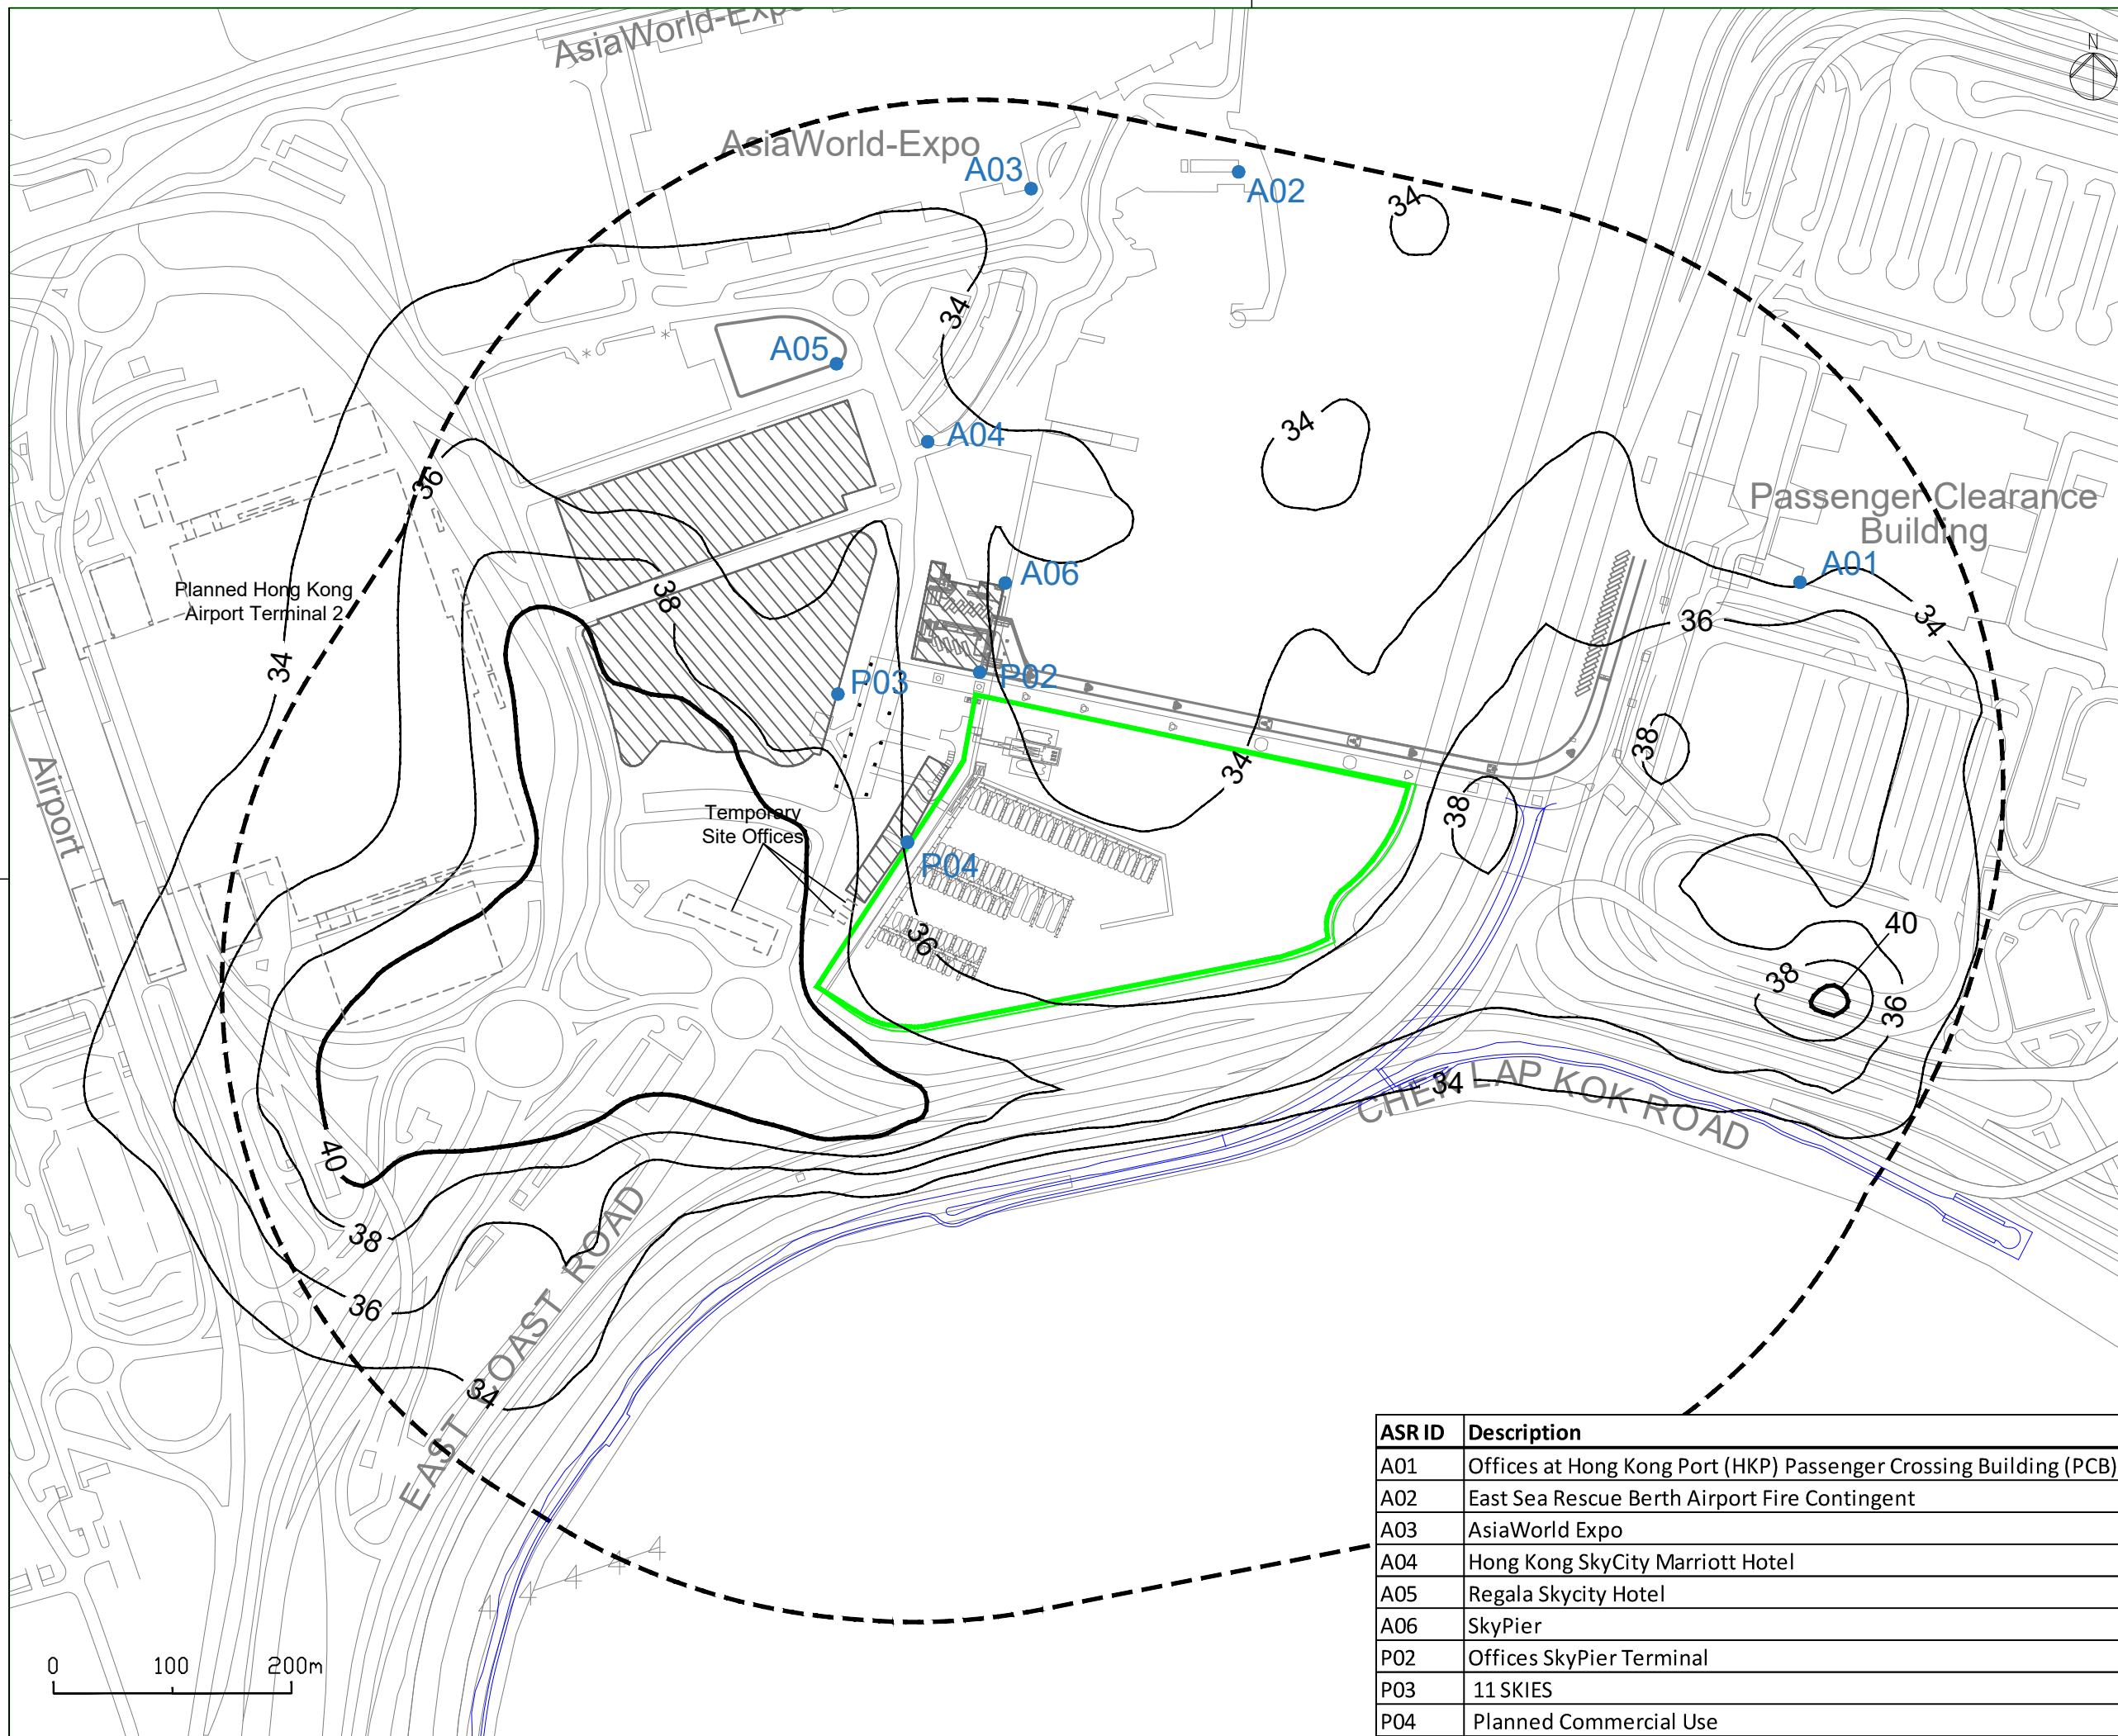 AsiaWorld-Expo
N
AsiaWorld-Expo
A03
A02
34
34
A05
34
A04
36
Passenger Clearance
Building
A01
A06
Planned Hong Kong
Airport Terminal 2
38
34
36
34
34
P03
P02
Airport
38
34
Temporary
Site Offices
38
P04
36
40
38
36
34
CHEK LAP KOK ROAD
40
38
36
34
EAST COAST ROAD
0 100 200m
ASR ID Description
A01 Offices at Hong Kong Port (HKP) Passenger Crossing Building (PCB)
A02 East Sea Rescue Berth Airport Fire Contingent
A03 AsiaWorld Expo
A04 Hong Kong SkyCity Marriott Hotel
A05 Regala Skycity Hotel
A06 SkyPier
P02 Offices SkyPier Terminal
P03 11 SKIES
P04 Planned Commercial Use